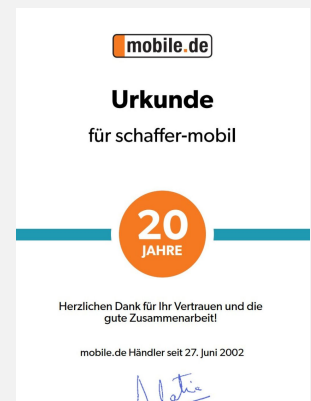 mobile.de
Urkunde
für schaffer-mobil
20
JAHRE
Herzlichen Dank für Ihr Vertrauen und die
gute Zusammenarbeit!
mobile.de Händler seit 27. Juni 2002